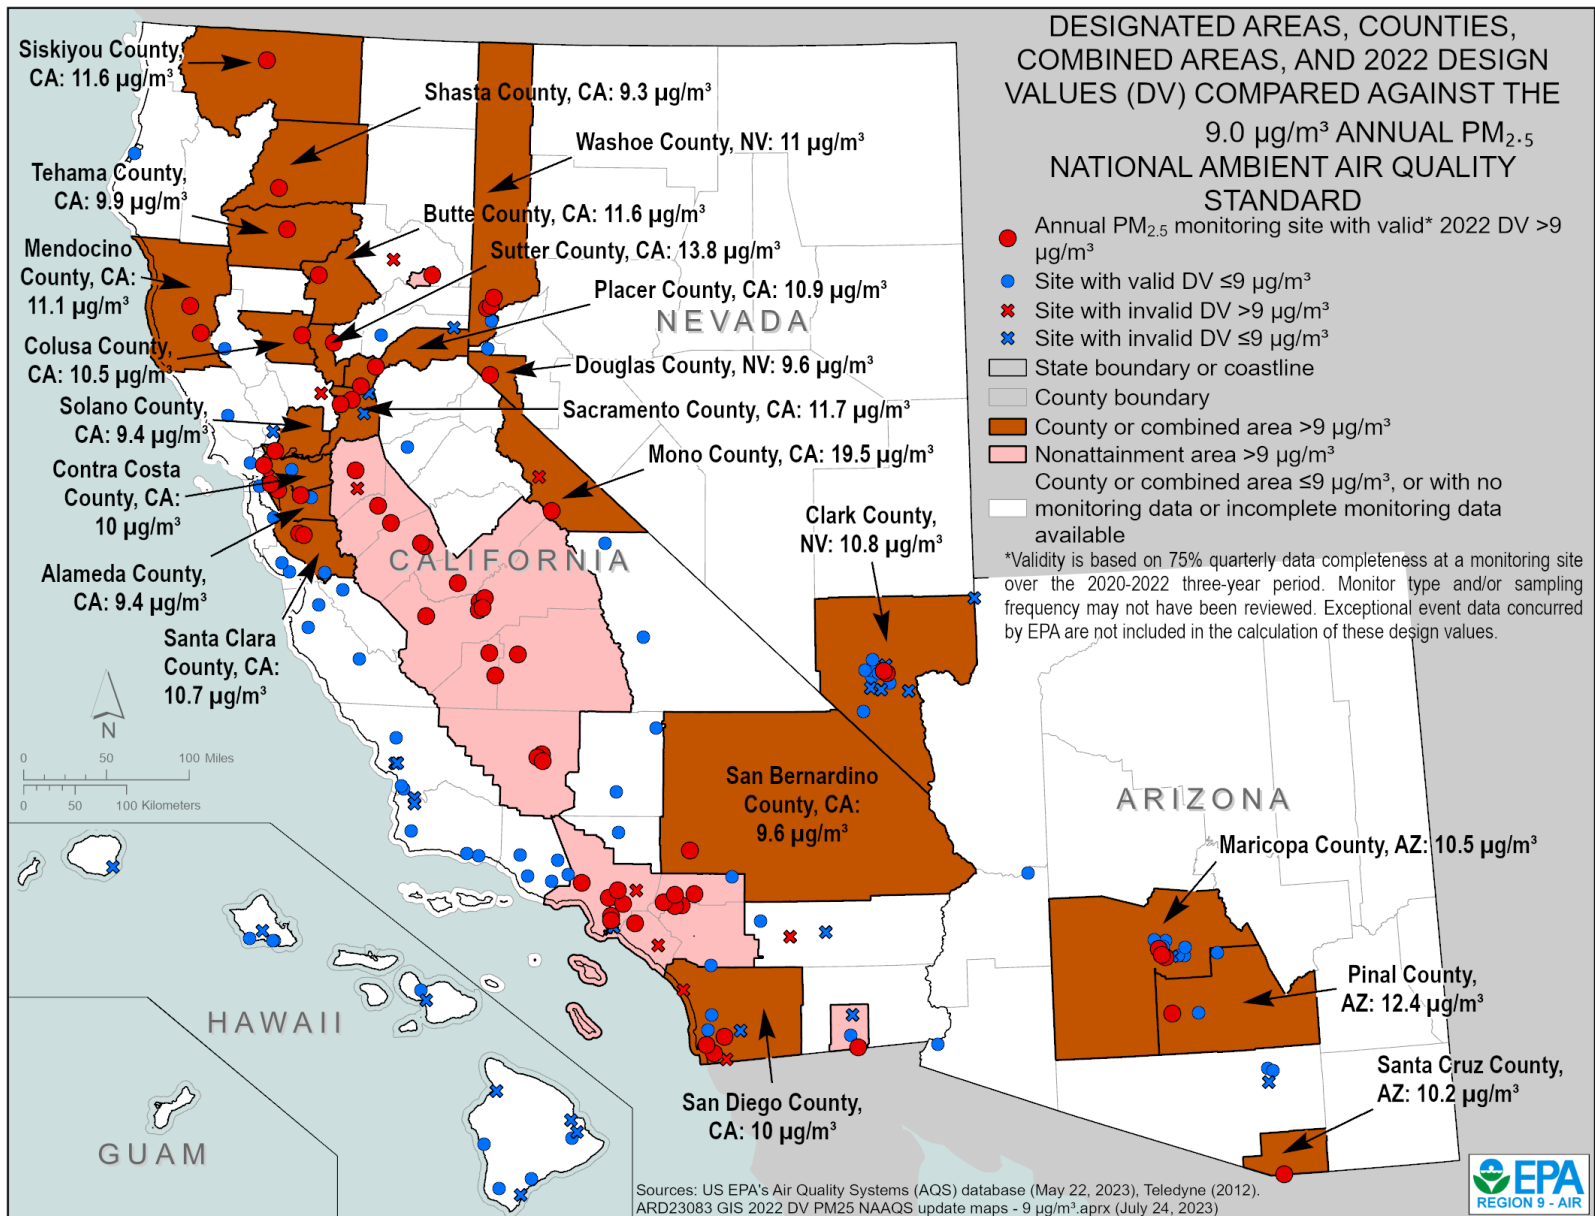 DESIGNATED AREAS, COUNTIES,
COMBINED AREAS, AND 2022 DESIGN
VALUES (DV) COMPARED AGAINST THE
9.0 µg/m³ ANNUAL PM₂.₅
NATIONAL AMBIENT AIR QUALITY
STANDARD
Annual PM₂.₅ monitoring site with valid* 2022 DV >9
µg/m³
Site with valid DV ≤9 µg/m³
Site with invalid DV >9 µg/m³
Site with invalid DV ≤9 µg/m³
State boundary or coastline
County boundary
County or combined area >9 µg/m³
Nonattainment area >9 µg/m³
County or combined area ≤9 µg/m³, or with no
monitoring data or incomplete monitoring data
available
*Validity is based on 75% quarterly data completeness at a monitoring site
over the 2020-2022 three-year period. Monitor type and/or sampling
frequency may not have been reviewed. Exceptional event data concurred
by EPA are not included in the calculation of these design values.
Siskiyou County,
CA: 11.6 µg/m³
Shasta County, CA: 9.3 µg/m³
Washoe County, NV: 11 µg/m³
Tehama County,
CA: 9.9 µg/m³
Butte County, CA: 11.6 µg/m³
Sutter County, CA: 13.8 µg/m³
Mendocino
County, CA:
11.1 µg/m³
Placer County, CA: 10.9 µg/m³
NEVADA
Colusa County,
CA: 10.5 µg/m³
Douglas County, NV: 9.6 µg/m³
Solano County,
CA: 9.4 µg/m³
Sacramento County, CA: 11.7 µg/m³
Mono County, CA: 19.5 µg/m³
Contra Costa
County, CA:
10 µg/m³
Clark County,
NV: 10.8 µg/m³
CALIFORNIA
Alameda County,
CA: 9.4 µg/m³
Santa Clara
County, CA:
10.7 µg/m³
N
0 50 100 Miles
0 50 100 Kilometers
San Bernardino
County, CA:
9.6 µg/m³
ARIZONA
Maricopa County, AZ: 10.5 µg/m³
Pinal County,
AZ: 12.4 µg/m³
HAWAII
Santa Cruz County,
AZ: 10.2 µg/m³
San Diego County,
CA: 10 µg/m³
GUAM
Sources: US EPA's Air Quality Systems (AQS) database (May 22, 2023), Teledyne (2012).
ARD23083 GIS 2022 DV PM25 NAAQS update maps - 9 µg/m³.aprx (July 24, 2023)
EPA
REGION 9 - AIR